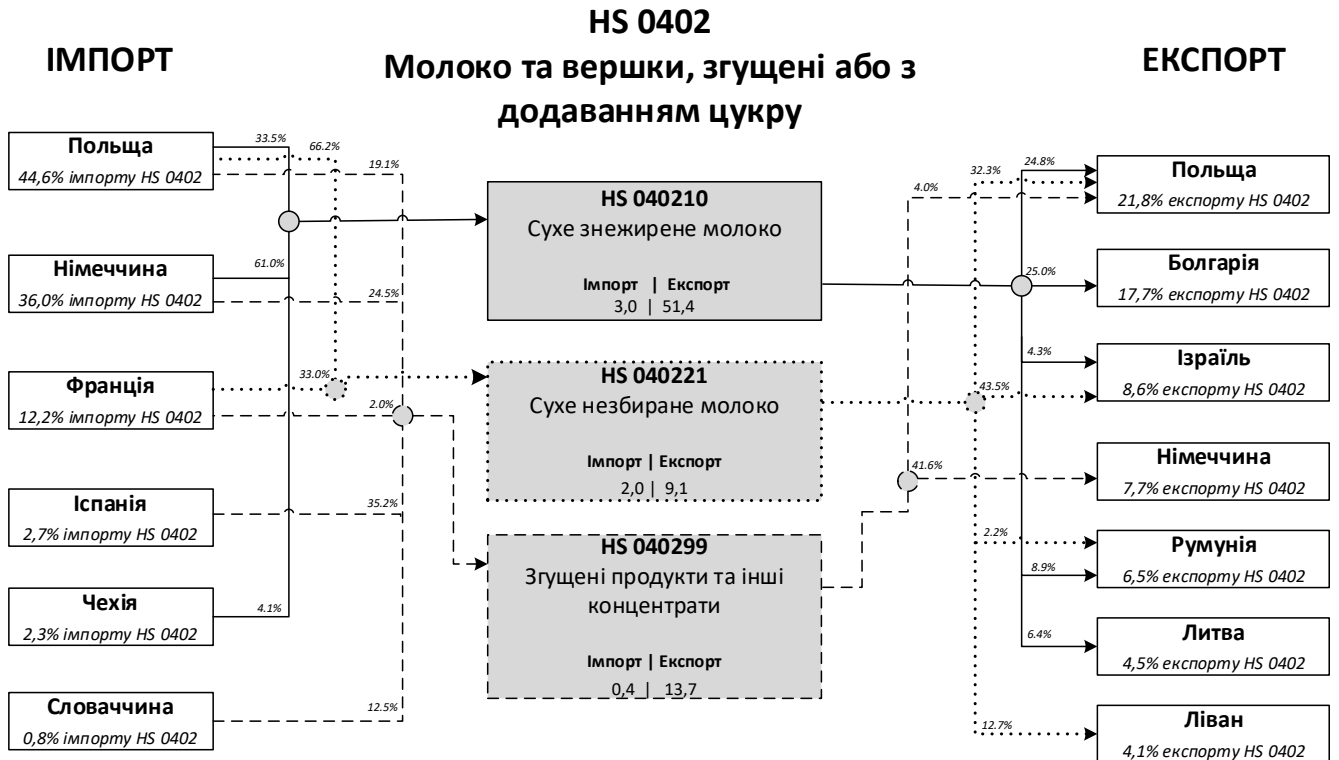 HS 0402
Молоко та вершки, згущені або з
додаванням цукру
ІМПОРТ
ЕКСПОРТ
Польща
44,6% імпорту HS 0402
Німеччина
36,0% імпорту HS 0402
Франція
12,2% імпорту HS 0402
Іспанія
2,7% імпорту HS 0402
Чехія
2,3% імпорту HS 0402
Словаччина
0,8% імпорту HS 0402
33.5%
66.2%
19.1%
61.0%
24.5%
33.0%
2.0%
35.2%
4.1%
12.5%
HS 040210
Сухе знежирене молоко
Імпорт | Експорт
3,0 | 51,4
HS 040221
Сухе незбиране молоко
Імпорт | Експорт
2,0 | 9,1
HS 040299
Згущені продукти та інші
концентрати
Імпорт | Експорт
0,4 | 13,7
24.8%
32.3%
4.0%
25.0%
4.3%
43.5%
41.6%
2.2%
8.9%
6.4%
12.7%
Польща
21,8% експорту HS 0402
Болгарія
17,7% експорту HS 0402
Ізраїль
8,6% експорту HS 0402
Німеччина
7,7% експорту HS 0402
Румунія
6,5% експорту HS 0402
Литва
4,5% експорту HS 0402
Ліван
4,1% експорту HS 0402